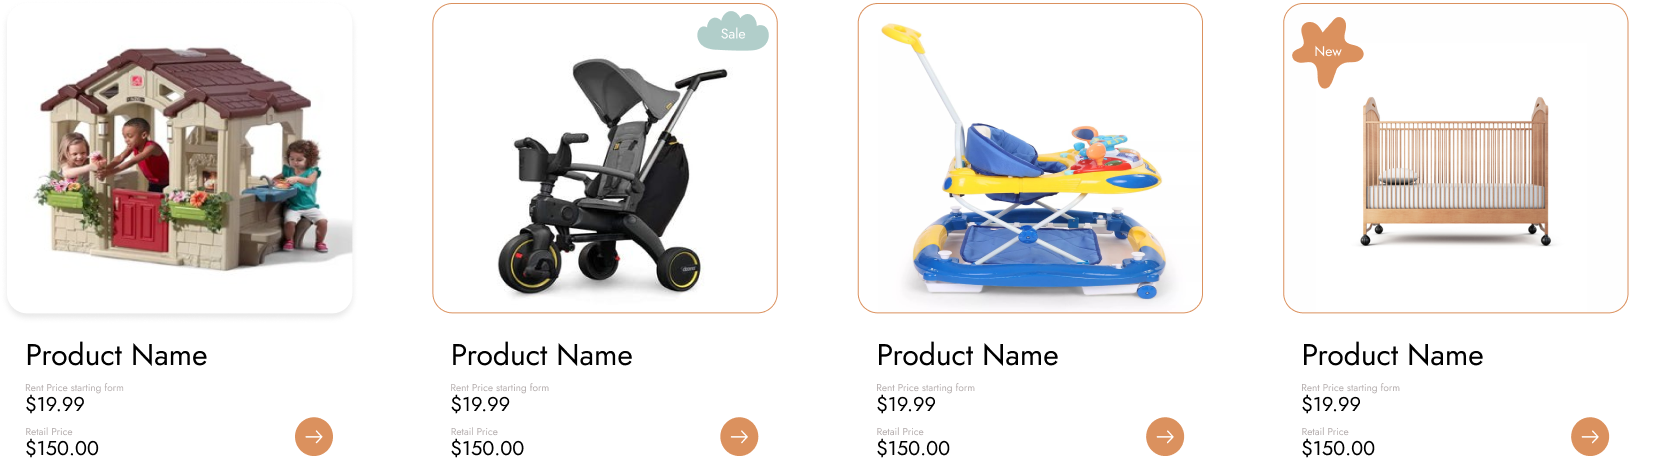 Sale
New
Product Name
Rent Price starting form
$19.99
Retail Price
$150.00
Product Name
Rent Price starting form
$19.99
Retail Price
$150.00
Product Name
Rent Price starting form
$19.99
Retail Price
$150.00
Product Name
Rent Price starting form
$19.99
Retail Price
$150.00